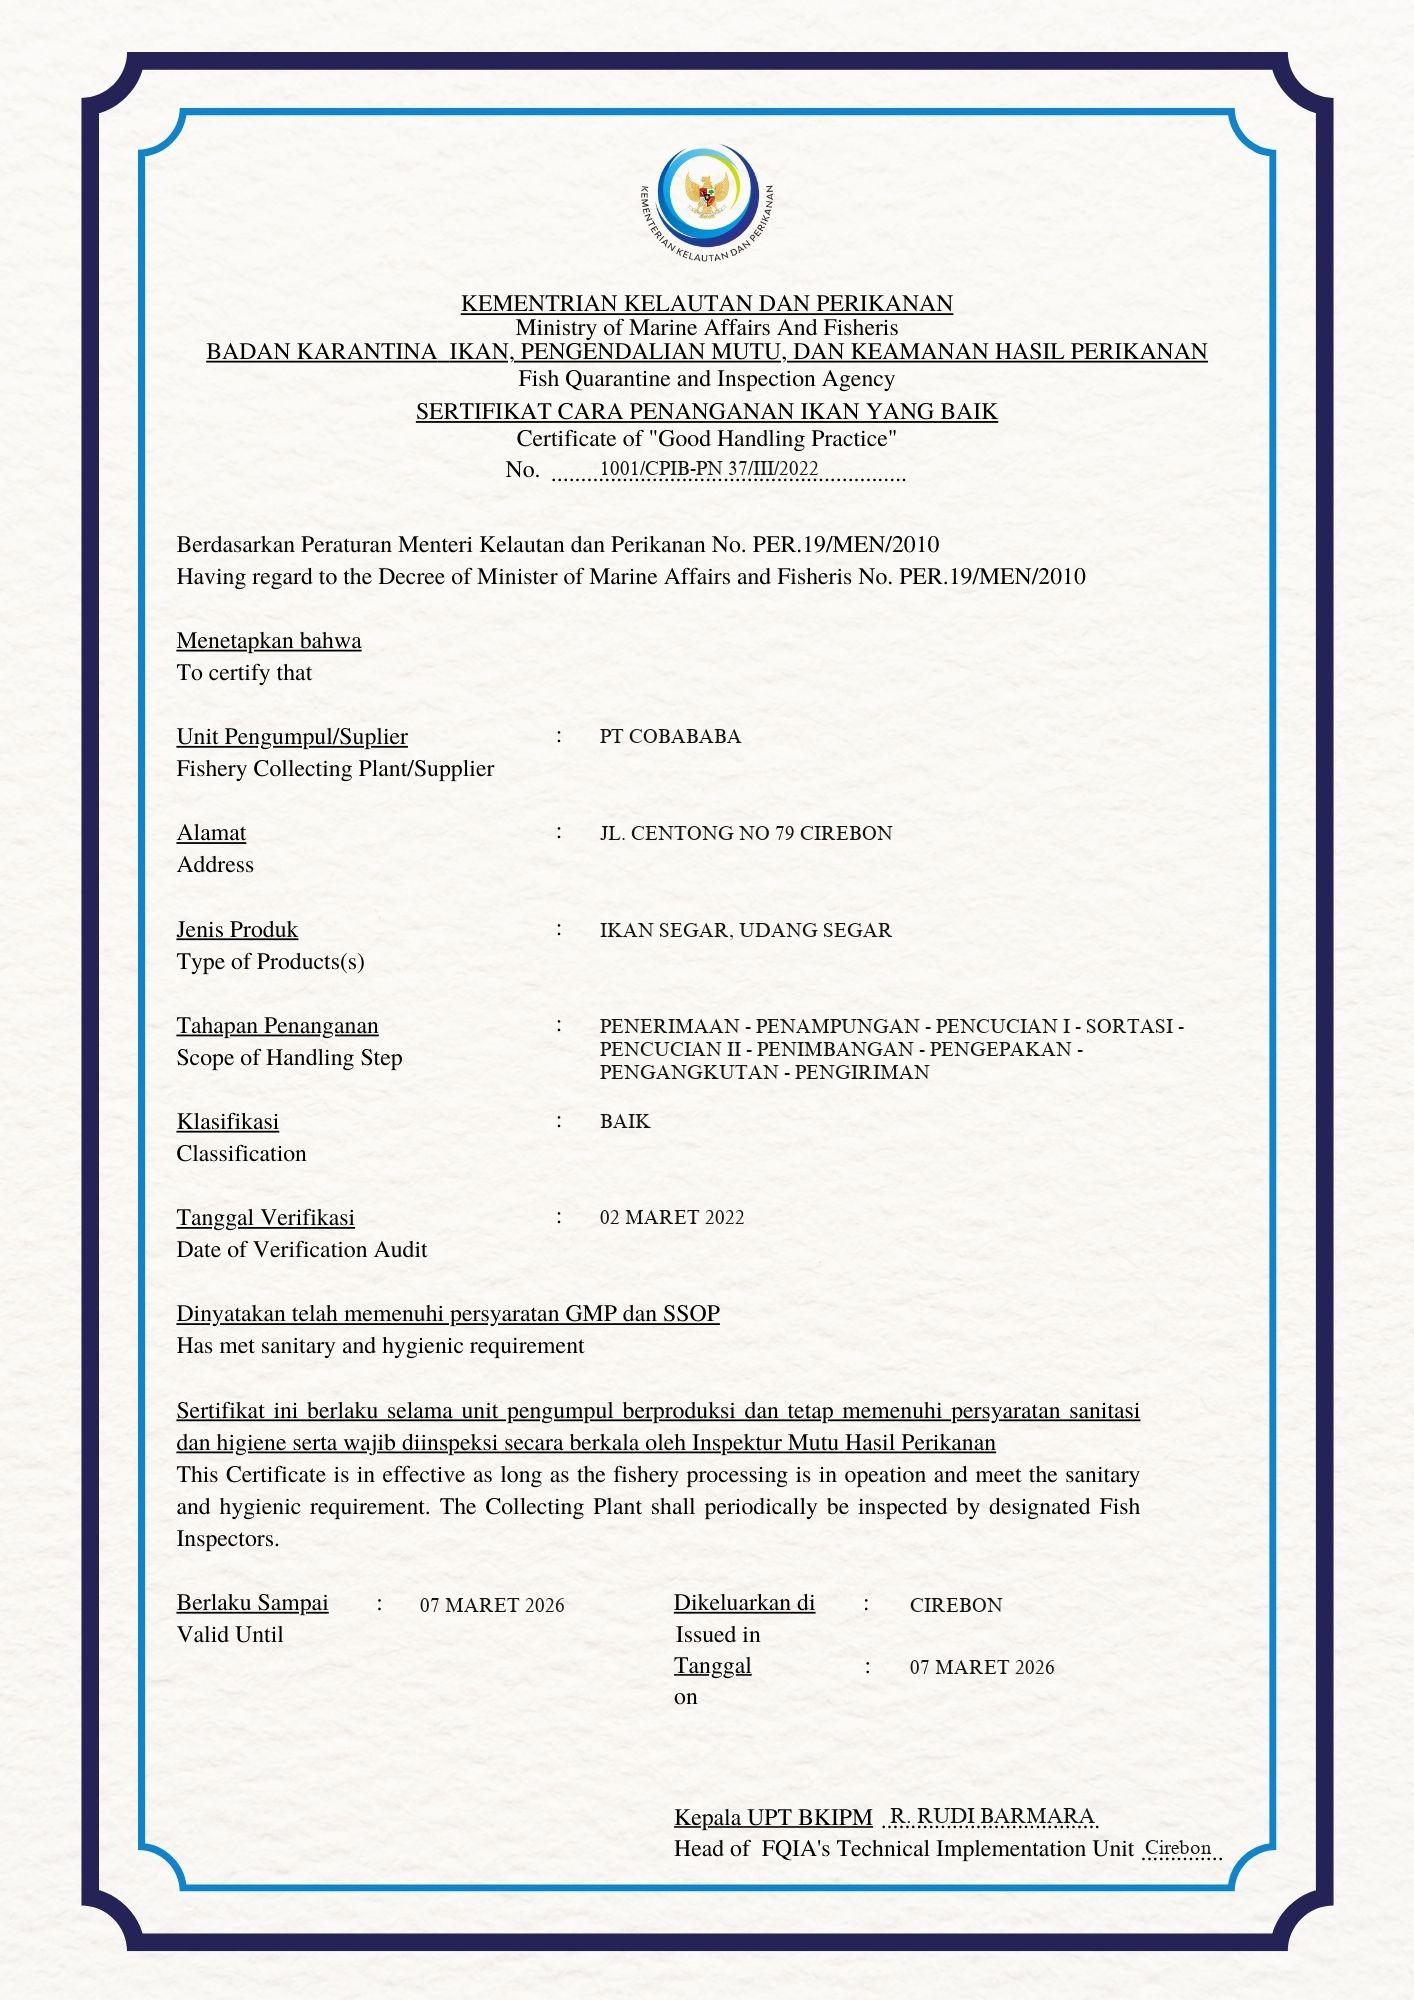 KEMENTERIAN KELAUTAN DAN PERIKANAN
KEMENTRIAN KELAUTAN DAN PERIKANAN
Ministry of Marine Affairs And Fisheris
BADAN KARANTINA IKAN, PENGENDALIAN MUTU, DAN KEAMANAN HASIL PERIKANAN
Fish Quarantine and Inspection Agency
SERTIFIKAT CARA PENANGANAN IKAN YANG BAIK
Certificate of "Good Handling Practice"
No. 1001/CPIB-PN 37/III/2022
Berdasarkan Peraturan Menteri Kelautan dan Perikanan No. PER.19/MEN/2010
Having regard to the Decree of Minister of Marine Affairs and Fisheris No. PER.19/MEN/2010
Menetapkan bahwa
To certify that
Unit Pengumpul/Suplier : PT COBABABA
Fishery Collecting Plant/Supplier
Alamat : JL. CENTONG NO 79 CIREBON
Address
Jenis Produk : IKAN SEGAR, UDANG SEGAR
Type of Products(s)
Tahapan Penanganan : PENERIMAAN - PENAMPUNGAN - PENCUCIAN I - SORTASI -
PENCUCIAN II - PENIMBANGAN - PENGEPAKAN -
Scope of Handling Step
PENGANGKUTAN - PENGIRIMAN
Klasifikasi : BAIK
Classification
Tanggal Verifikasi : 02 MARET 2022
Date of Verification Audit
Dinyatakan telah memenuhi persyaratan GMP dan SSOP
Has met sanitary and hygienic requirement
Sertifikat ini berlaku selama unit pengumpul berproduksi dan tetap memenuhi persyaratan sanitasi
dan higiene serta wajib diinspeksi secara berkala oleh Inspektur Mutu Hasil Perikanan
This Certificate is in effective as long as the fishery processing is in opeation and meet the sanitary
and hygienic requirement. The Collecting Plant shall periodically be inspected by designated Fish
Inspectors.
Berlaku Sampai : 07 MARET 2026
Valid Until
Dikeluarkan di : CIREBON
Issued in
Tanggal : 07 MARET 2026
on
Kepala UPT BKIPM R. RUDI BARMARA
Head of FQIA's Technical Implementation Unit Cirebon